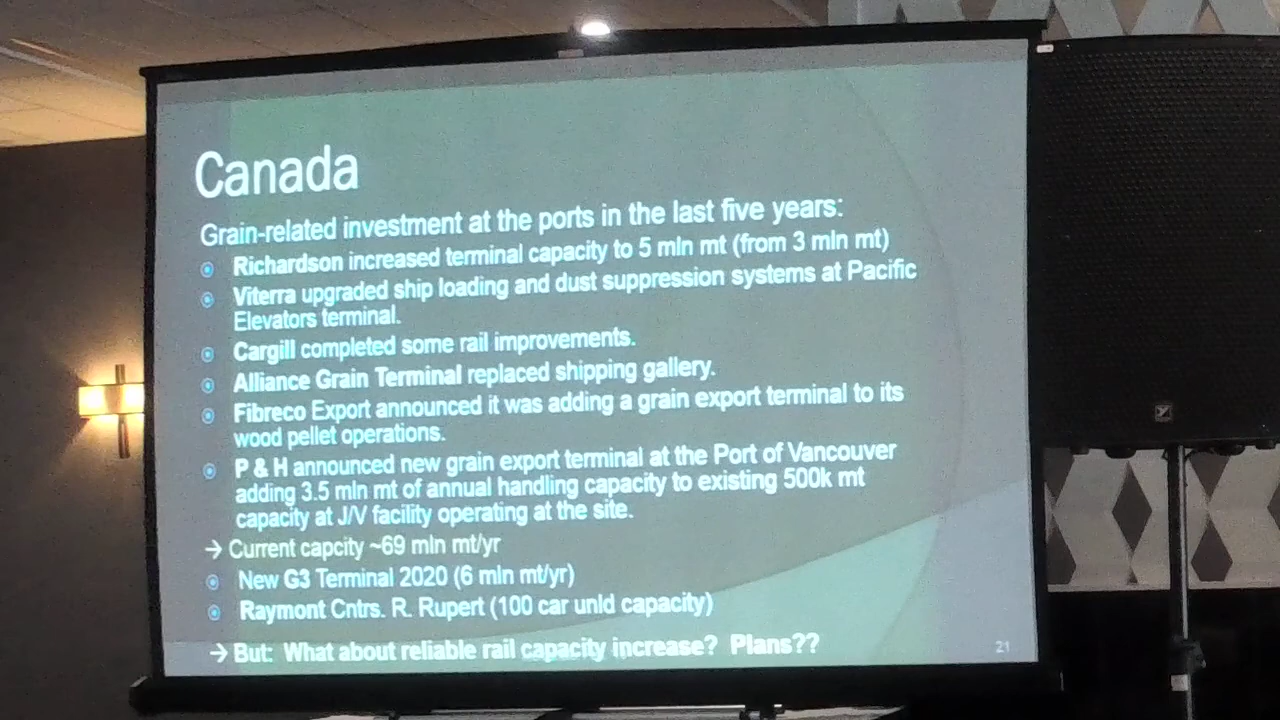 Canada
Grain-related investment at the ports in the last five years:
Richardson increased terminal capacity to 5 mln mt (from 3 mln mt)
Viterra upgraded ship loading and dust suppression systems at Pacific
Elevators terminal.
Cargill completed some rail improvements.
Alliance Grain Terminal replaced shipping gallery.
Fibreco Export announced it was adding a grain export terminal to its
wood pellet operations.
P & H announced new grain export terminal at the Port of Vancouver
adding 3.5 mln mt of annual handling capacity to existing 500k mt
capacity at J/V facility operating at the site.
→ Current capcity ~69 mln mt/yr
New G3 Terminal 2020 (6 mln mt/yr)
Raymont Cntrs. R. Rupert (100 car unld capacity)
→ But: What about reliable rail capacity increase? Plans??
21